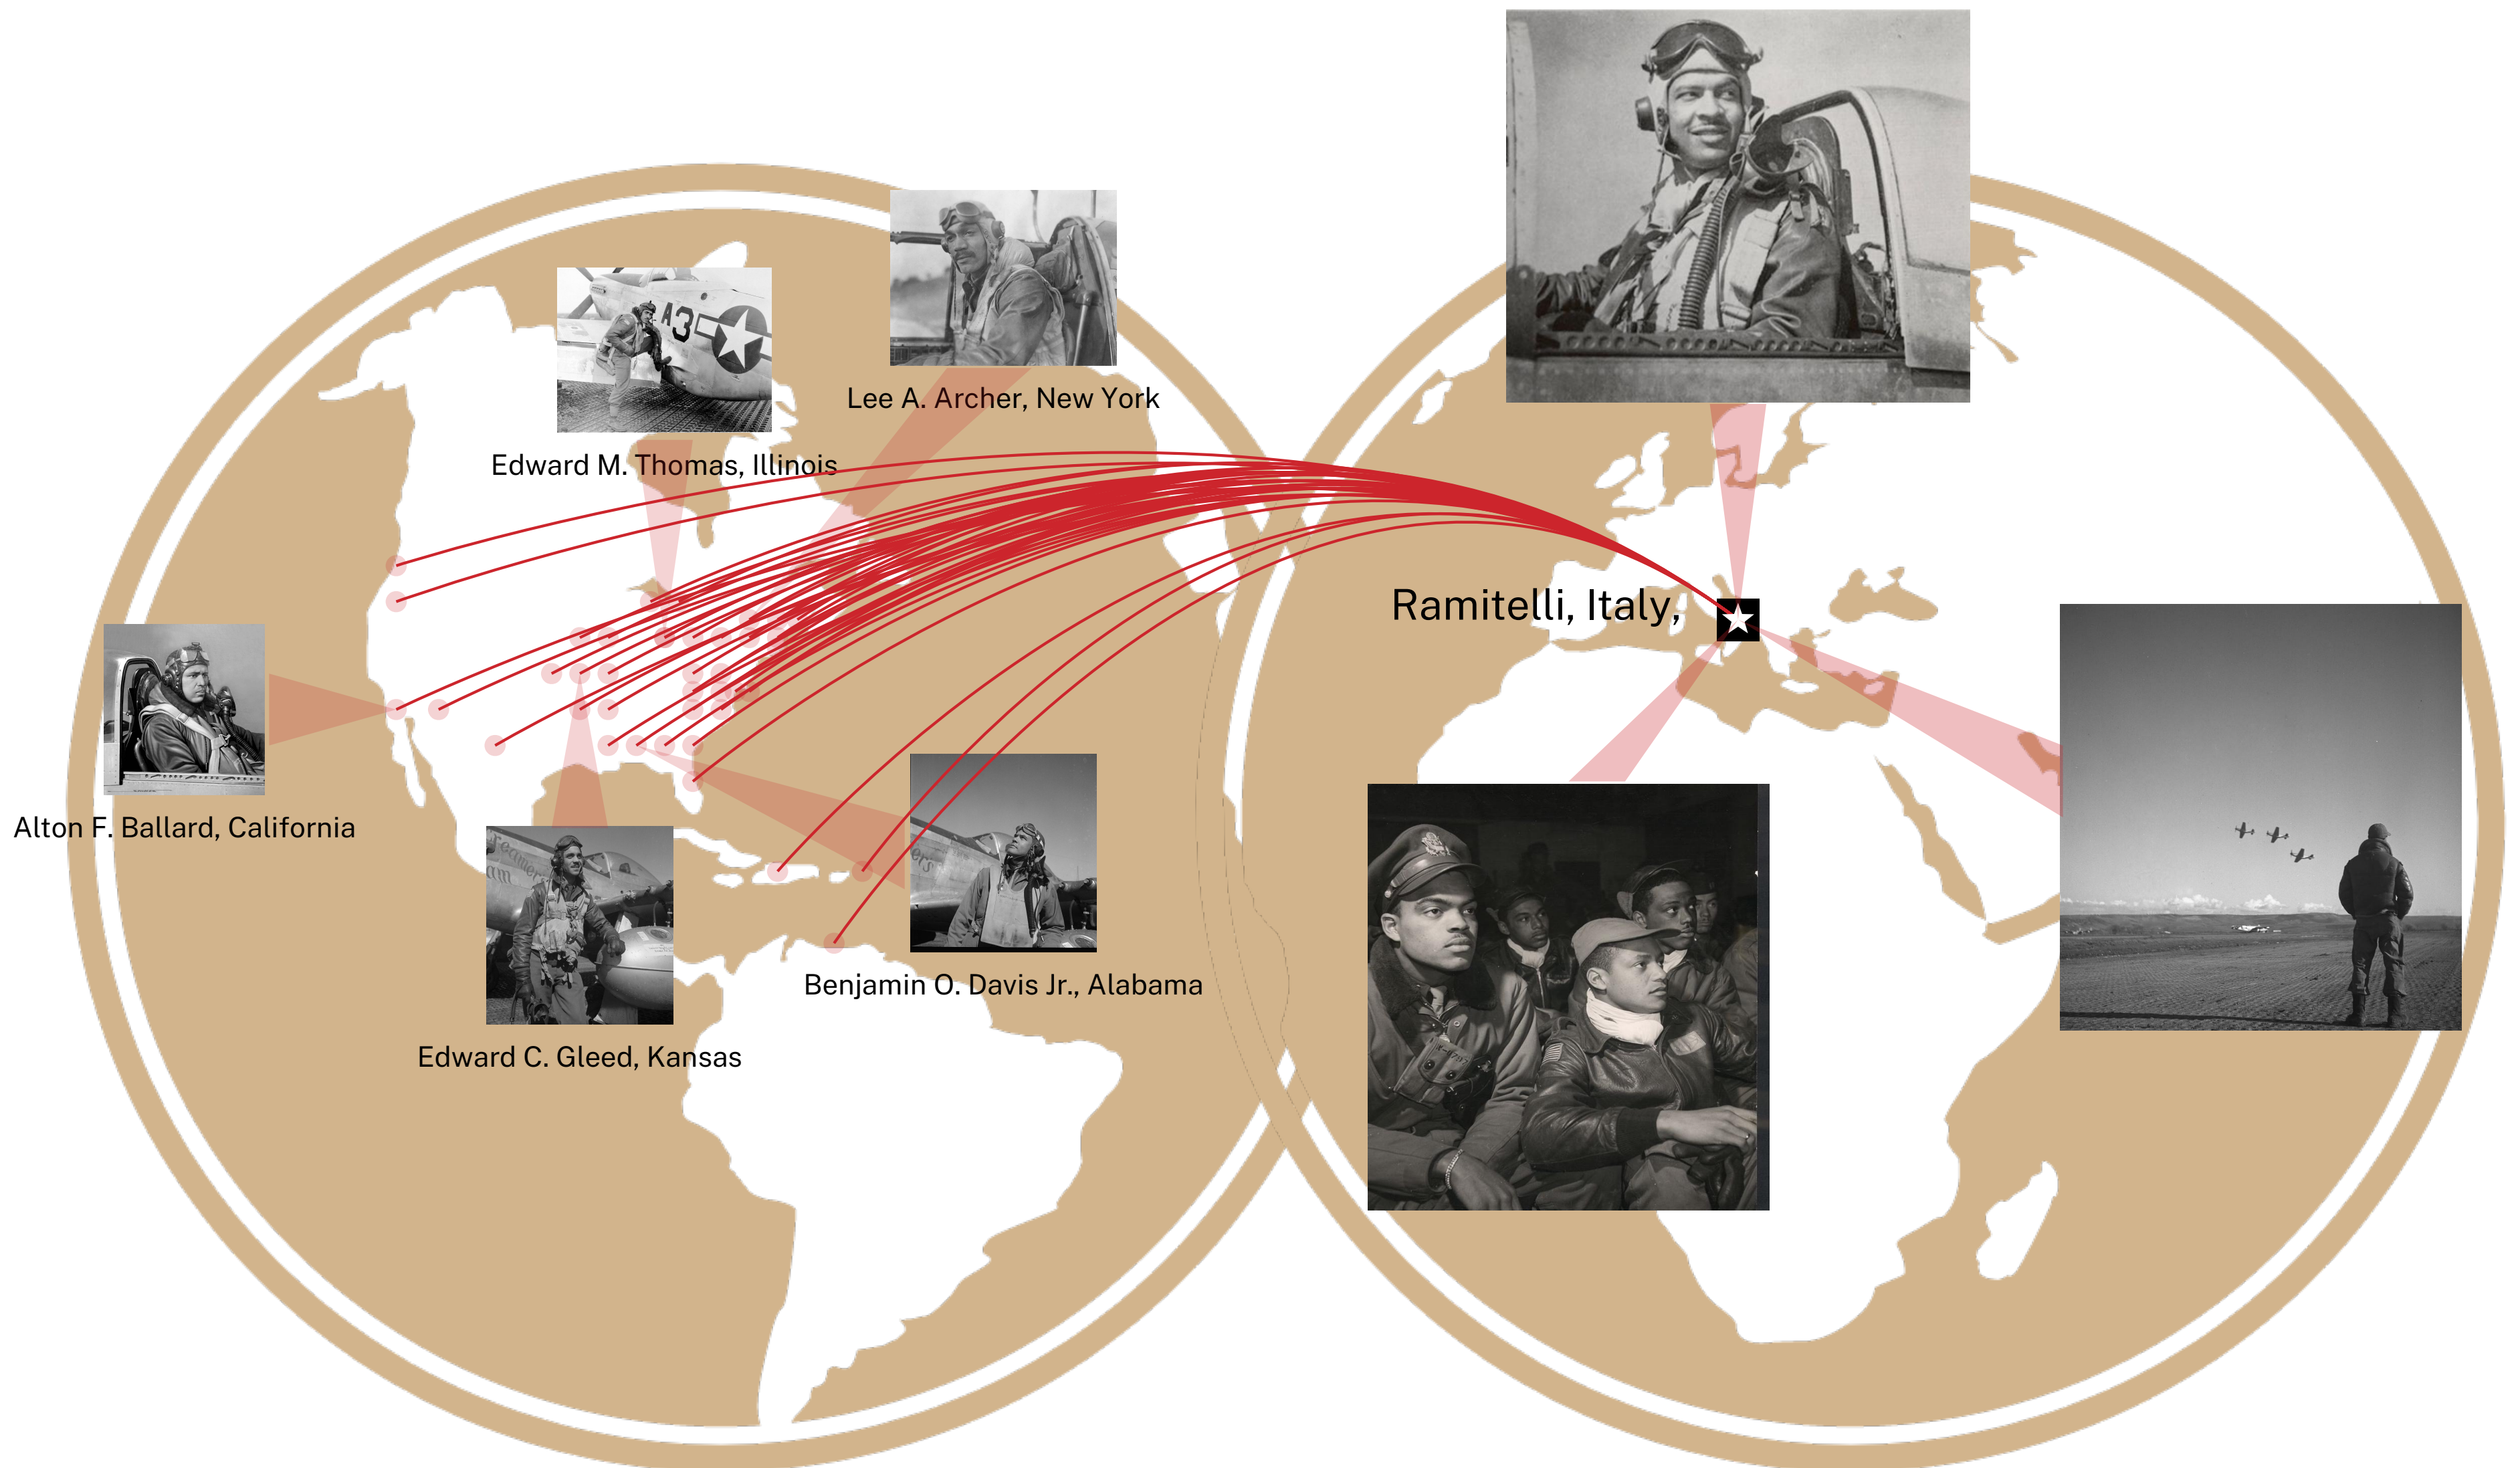 Lee A. Archer, New York
Edward M. Thomas, Illinois
A3
Ramitelli, Italy,
Alton F. Ballard, California
Benjamin O. Davis Jr., Alabama
Edward C. Gleed, Kansas